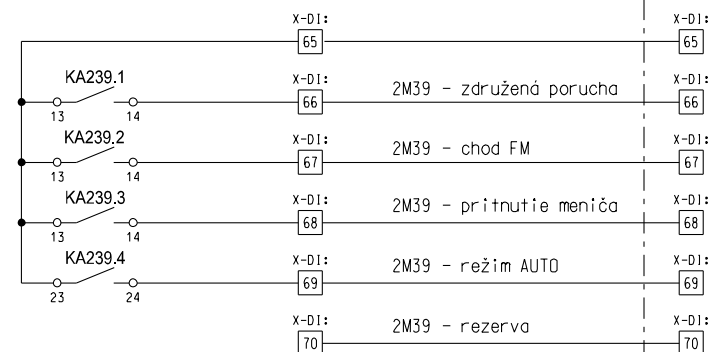 X-DI: X-DI:
65 65
KA239.1 X-DI: 2M39 - združená porucha X-DI:
13 14 66 66
KA239.2 X-DI: 2M39 - chod FM X-DI:
13 14 67 67
KA239.3 X-DI: 2M39 - pritnutie meniča X-DI:
13 14 68 68
KA239.4 X-DI: 2M39 - režim AUTO X-DI:
23 24 69 69
X-DI: 2M39 - rezerva X-DI:
70 70